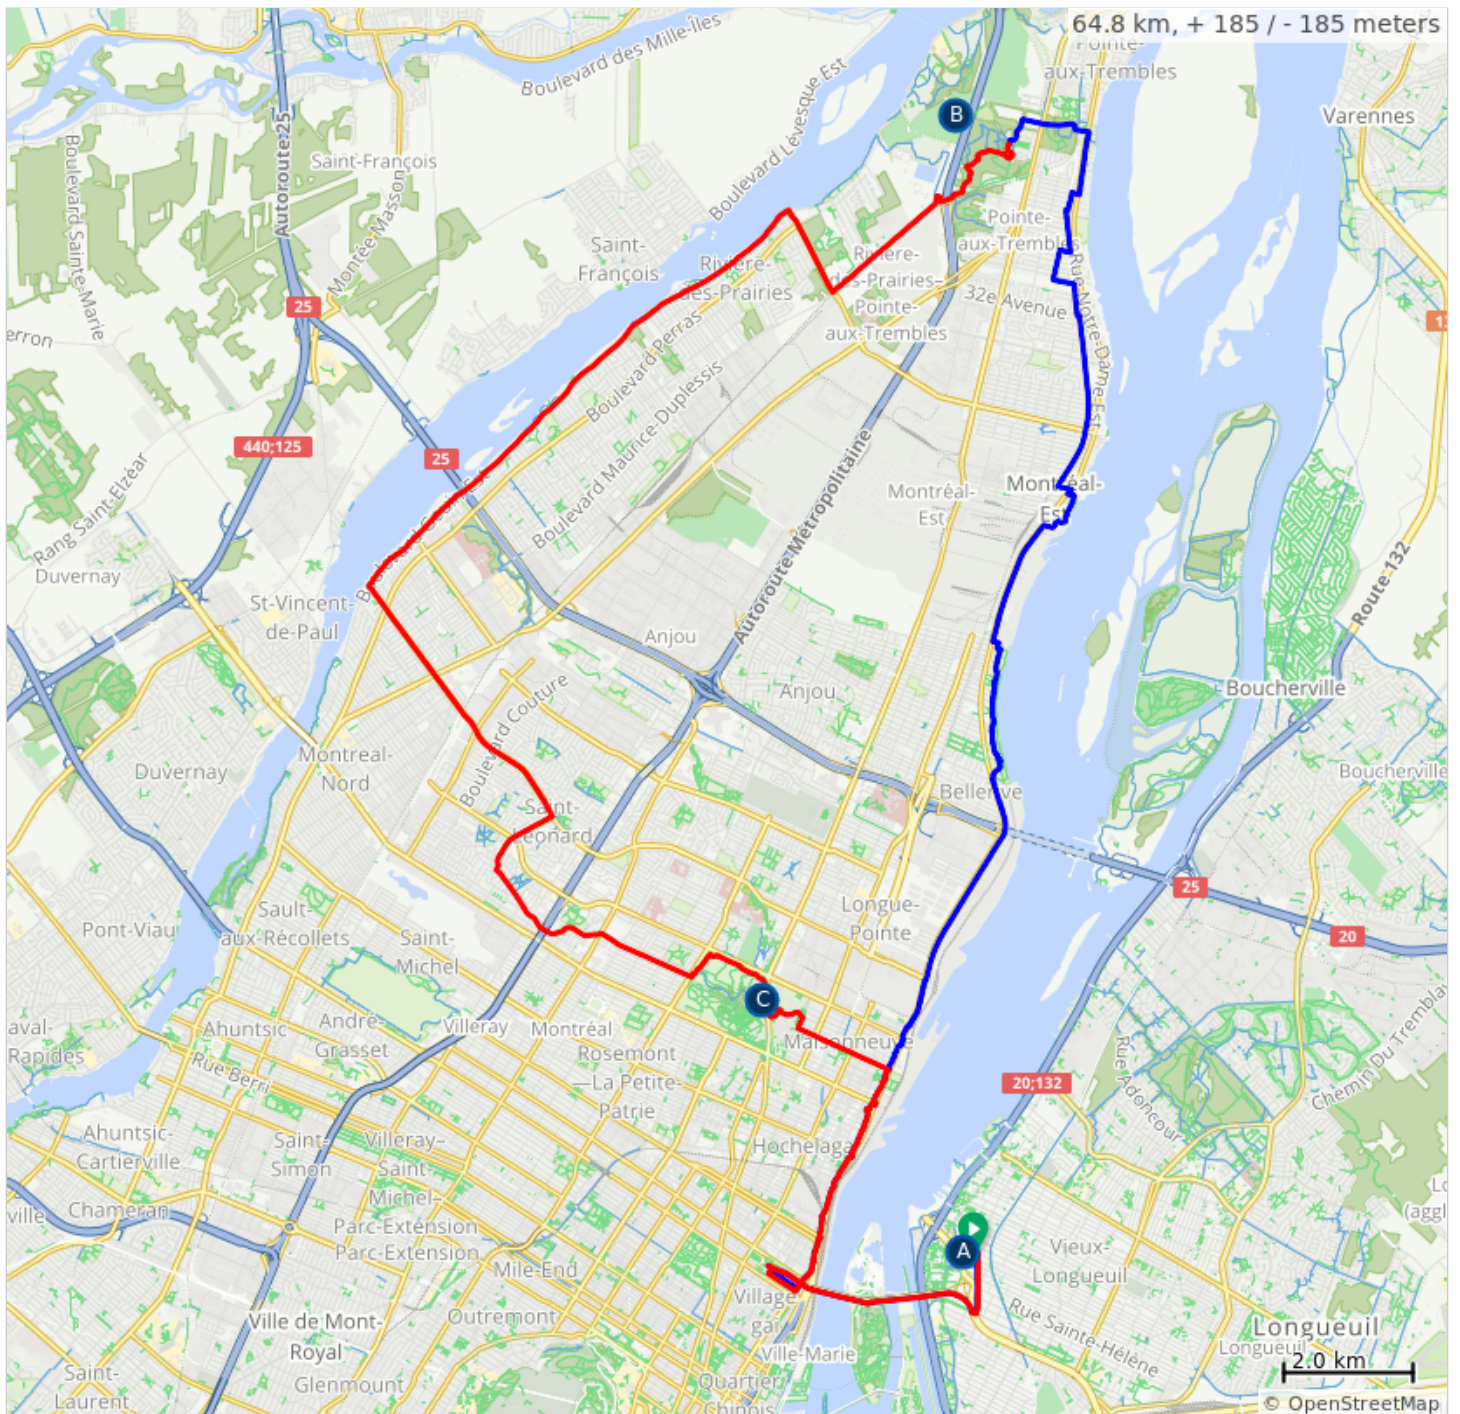 64.8 km, + 185 / - 185 meters
Pointe-
aux-Trembles
Boulevard des Mille-Îles
Boulevard Lévesque Est
Varennes
B
Autoroute 25
Boulevard Sainte-Marie
Saint-François
Montée Masson
Saint-
François
Rivière-
des-Prairies
Pointe-
aux-Trembles
Rivière-
des-Prairies–
Pointe-
aux-Trembles
32e Avenue
Rue Notre-Dame Est
25
erron
Boulevard Perras
Boulevard Maurice-Duplessis
440;125
25
Rang Saint-Elzéar
Boulevard Gouin Est
Autoroute Métropolitaine
Montréal-
Est
Montréal-
Est
Duvernay
St-Vincent-
de-Paul
Route 132
Anjou
Anjou
Boucherville
Boulevard Couture
Montreal-
Nord
Duvernay
Boucherville
Bellerive
Saint-
Léonard
25
20
Longue-
Pointe
Pont-Viau
Sault-
aux-Récollets
Saint-
Michel
C
aval-
Rapides
Ahuntsic
André-
Grasset
Villeray
Montréal
Maisonneuve
Rue Berri
Rosemont
—La Petite-
Patrie
20;132
Rue Adoncour
Chemin Du Tremblay
Ahuntsic-
Cartierville
Saint-
Simon
Villeray–
Saint-
Michel–
Parc-Extension
Parc-Extension
Hochelaga
ville
Chameran
(aggl
A
Vieux-
Longueuil
Mile-End
Village
gai
Outremont
Ville de Mont-
Royal
Rue Sainte-Hélène
Longueuil
Longueuil
Ville-Marie
Glenmount
Quartier
Chinois
Saint-
Laurent
2.0 km
© OpenStreetMap